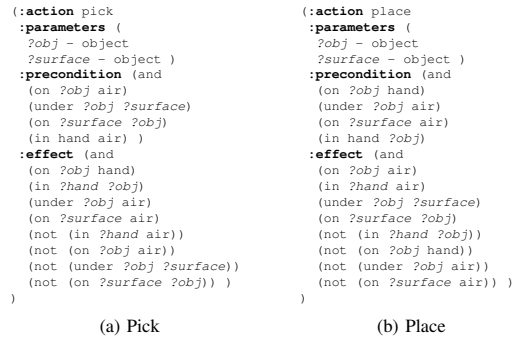 (:action pick
:parameters (
?obj – object
?surface – object )
:precondition (and
(on ?obj air)
(under ?obj ?surface)
(on ?surface ?obj)
(in hand air) )
:effect (and
(on ?obj hand)
(in ?hand ?obj)
(under ?obj air)
(on ?surface air)
(not (in ?hand air))
(not (on ?obj air))
(not (under ?obj ?surface))
(not (on ?surface ?obj)) )
)
(a) Pick
(:action place
:parameters (
?obj – object
?surface – object )
:precondition (and
(on ?obj hand)
(under ?obj air)
(on ?surface air)
(in hand ?obj)
:effect (and
(on ?obj air)
(in ?hand air)
(under ?obj ?surface)
(on ?surface ?obj)
(not (in ?hand ?obj))
(not (on ?obj hand))
(not (under ?obj air))
(not (on ?surface air)) )
)
(b) Place